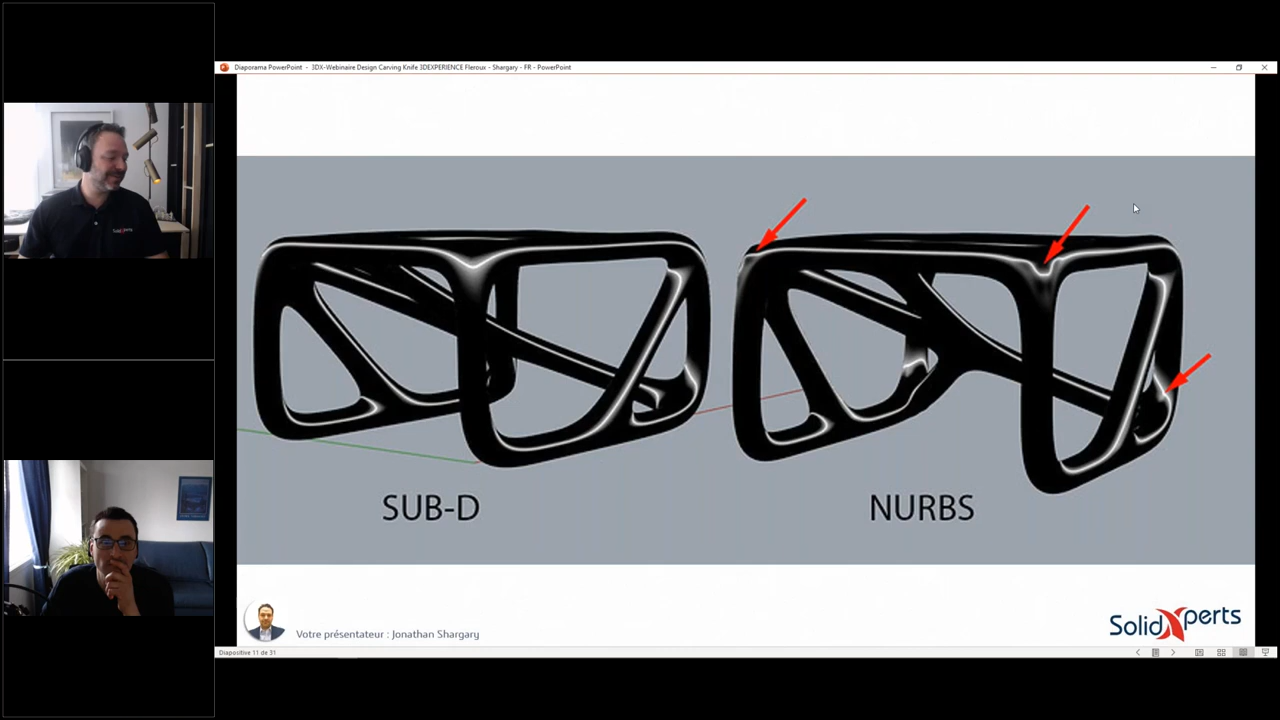 Diaporama PowerPoint - 3DX-Webinaire Design Carving Knife 3DEXPERIENCE Fleroux - Shargary - FR - PowerPoint
SUB-D
NURBS
Votre présentateur : Jonathan Shargary
SolidXperts
Diapositive 11 de 31